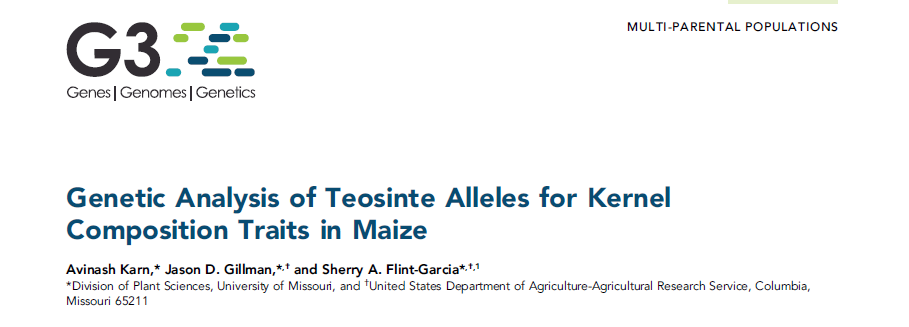 G3
Genes|Genomes|Genetics
MULTI-PARENTAL POPULATIONS
Genetic Analysis of Teosinte Alleles for Kernel
Composition Traits in Maize
Avinash Karn,* Jason D. Gillman,*,† and Sherry A. Flint-Garcia*,†,1
*Division of Plant Sciences, University of Missouri, and †United States Department of Agriculture-Agricultural Research Service, Columbia,
Missouri 65211